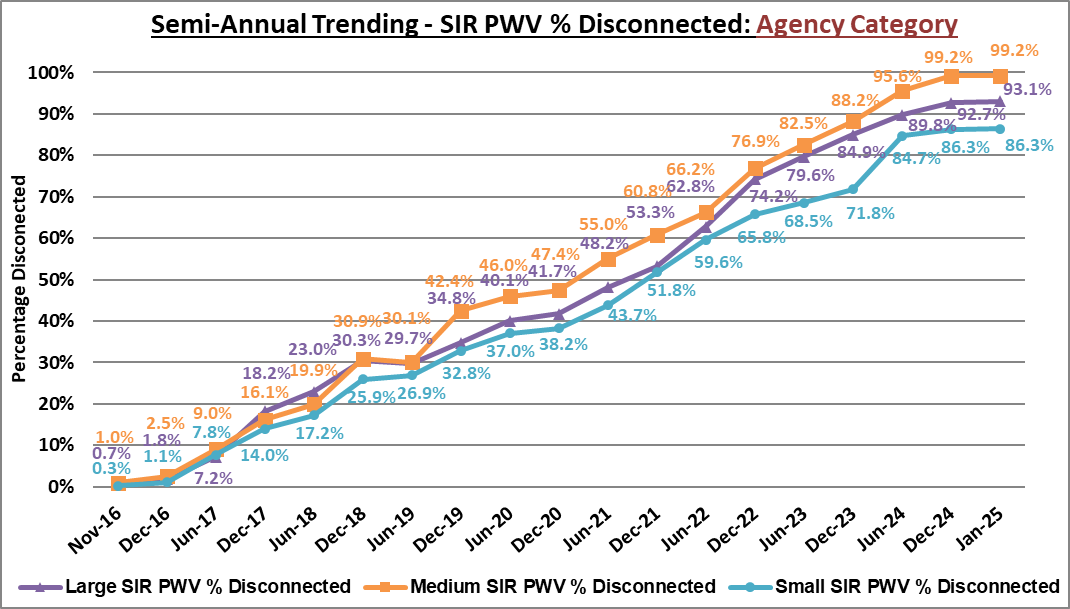 Semi-Annual Trending - SIR PWV % Disconnected: Agency Category
Percentage Disconected
100%
90%
80%
70%
60%
50%
40%
30%
20%
10%
0%
1.0%
0.7%
0.3%
2.5%
1.8%
1.1%
9.0%
7.8%
7.2%
18.2%
16.1%
14.0%
23.0%
19.9%
17.2%
30.9%
30.3%
25.9%
30.1%
29.7%
26.9%
42.4%
34.8%
32.8%
46.0%
40.1%
37.0%
47.4%
41.7%
38.2%
55.0%
48.2%
43.7%
60.8%
53.3%
51.8%
66.2%
62.8%
59.6%
76.9%
74.2%
65.8%
82.5%
79.6%
68.5%
88.2%
84.9%
71.8%
95.6%
89.8%
84.7%
99.2%
92.7%
86.3%
99.2%
93.1%
86.3%
Nov-16
Dec-16
Jun-17
Dec-17
Jun-18
Dec-18
Jun-19
Dec-19
Jun-20
Dec-20
Jun-21
Dec-21
Jun-22
Dec-22
Jun-23
Dec-23
Jun-24
Dec-24
Jan-25
Large SIR PWV % Disconnected
Medium SIR PWV % Disconnected
Small SIR PWV % Disconnected